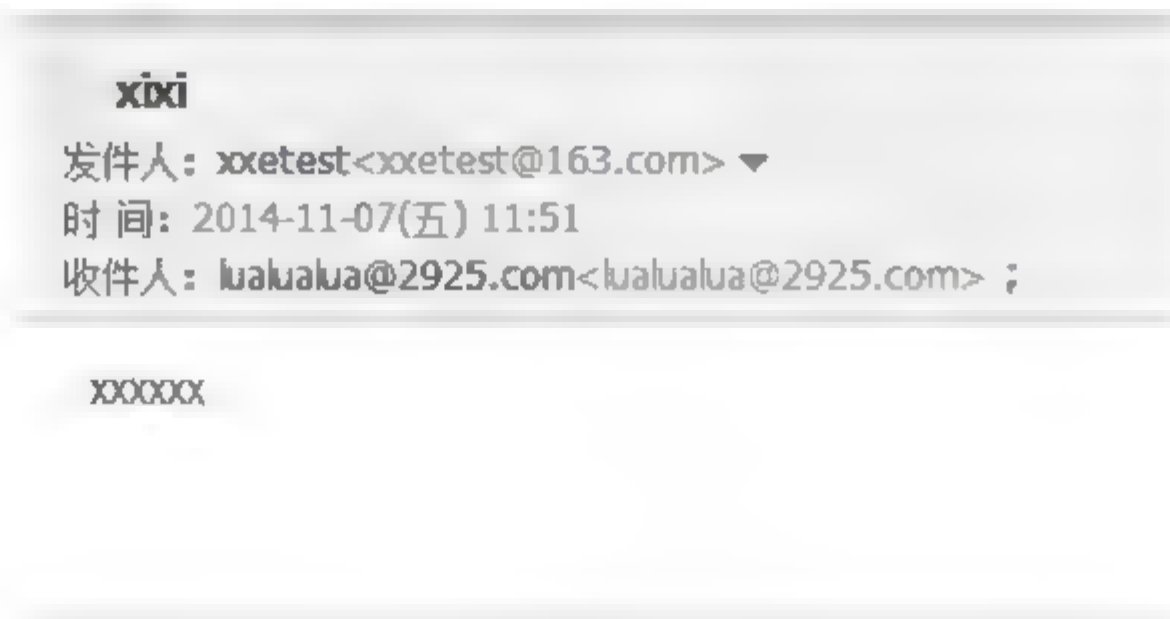 xixi
发件人：xxetest<xxetest@163.com>
时 间：2014-11-07(五) 11:51
收件人：lualualua@2925.com<lualualua@2925.com>；
xxxxxx